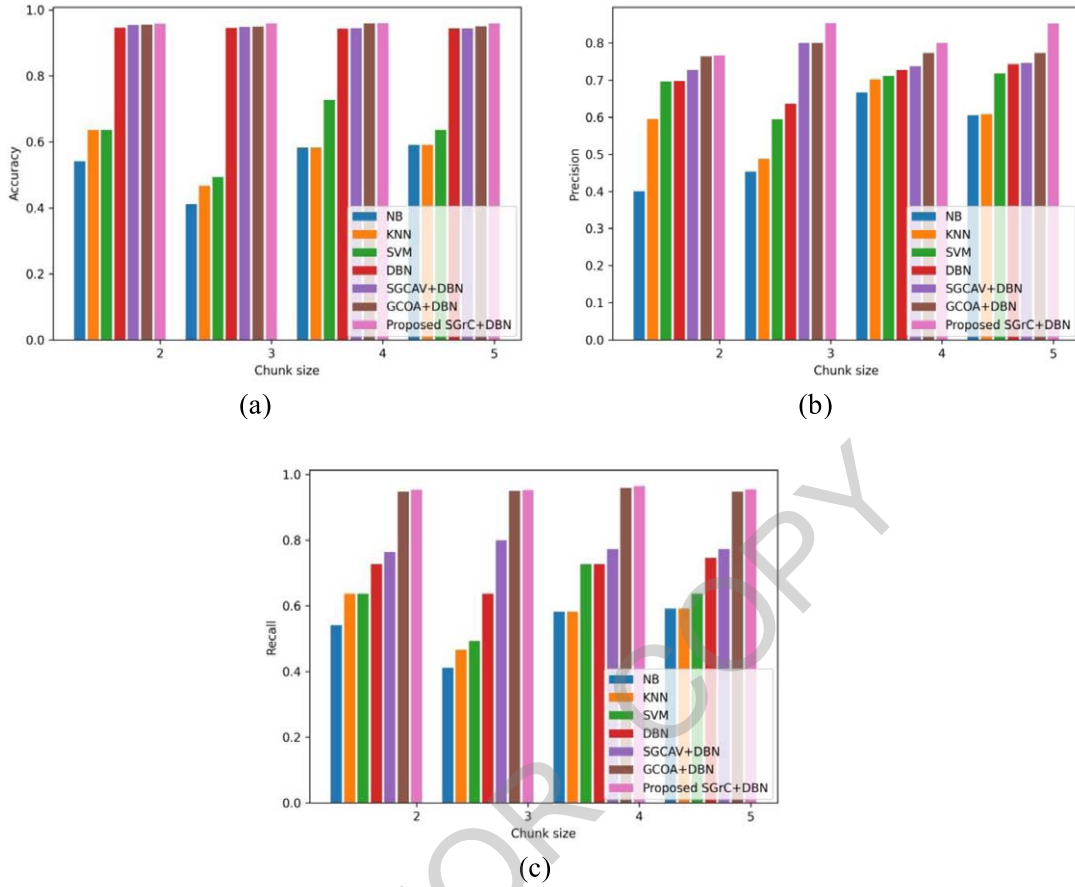 1.0
0.8
0.6
0.4
0.2
0.0
Accuracy
NB
KNN
SVM
DBN
SGCAV+DBN
GCOA+DBN
Proposed SGrC+DBN
2 3 4 5
Chunk size
(a)
0.8
0.7
0.6
0.5
0.4
0.3
0.2
0.1
0.0
Precision
NB
KNN
SVM
DBN
SGCAV+DBN
GCOA+DBN
Proposed SGrC+DBN
2 3 4 5
Chunk size
(b)
1.0
0.8
0.6
0.4
0.2
0.0
Recall
NB
KNN
SVM
DBN
SGCAV+DBN
GCOA+DBN
Proposed SGrC+DBN
2 3 4 5
Chunk size
(c)
OR COPY